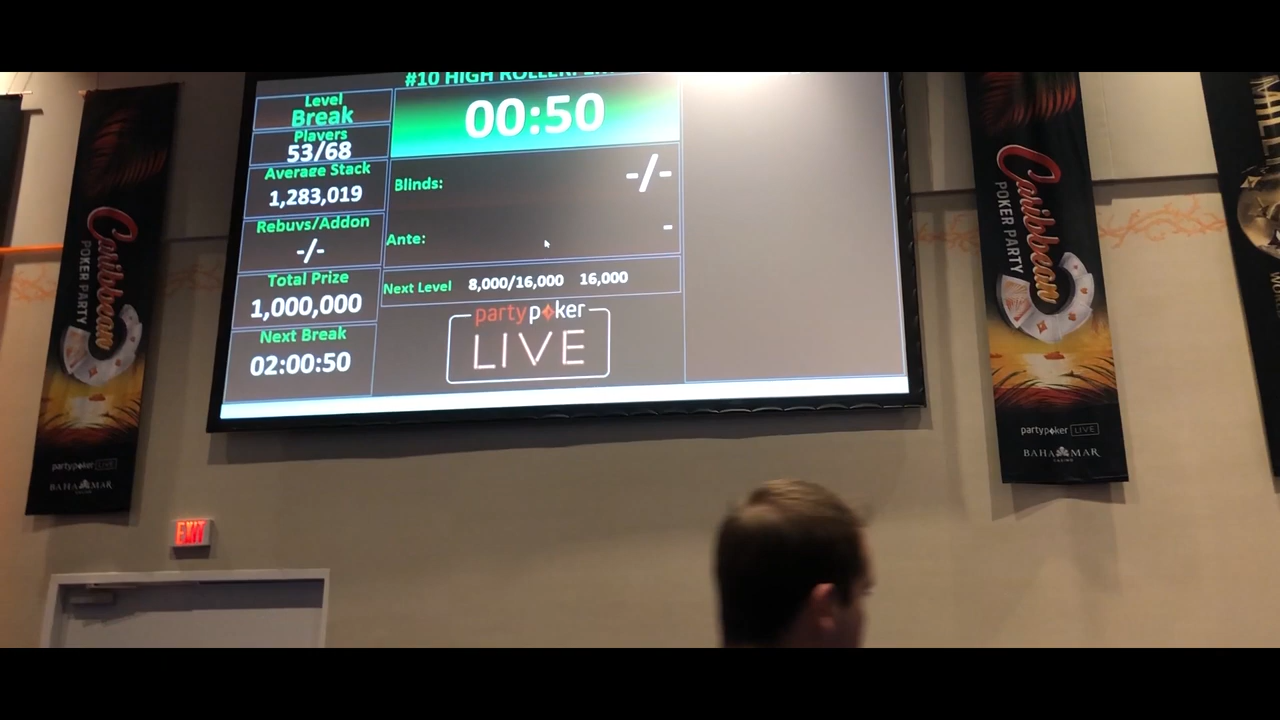 #10 HIGH ROLLER
Level
Break
Players
53/68
Average Stack
1,283,019
Rebuys/Addon
-/-
Total Prize
1,000,000
Next Break
02:00:50
00:50
Blinds:
-/-
Ante:
-
Next Level 8,000/16,000 16,000
partypoker
LIVE
Caribbean
POKER PARTY
partypoker LIVE
BAHA MAR
Caribbean
POKER PARTY
partypoker LIVE
BAHA MAR
CASINO
EXIT